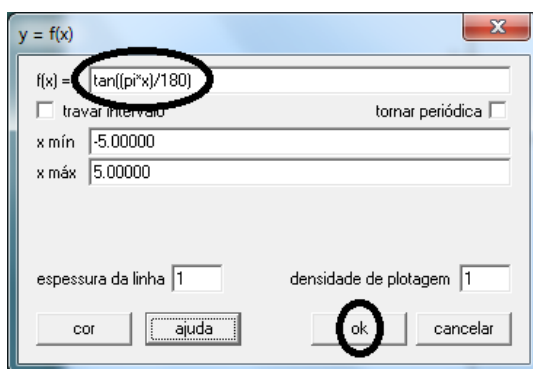 y = f(x)
f(x) = tan((pi*x)/180)
travar intervalo tornar periódica
x mín -5.00000
x máx 5.00000
espessura da linha 1 densidade de plotagem 1
cor ajuda ok cancelar